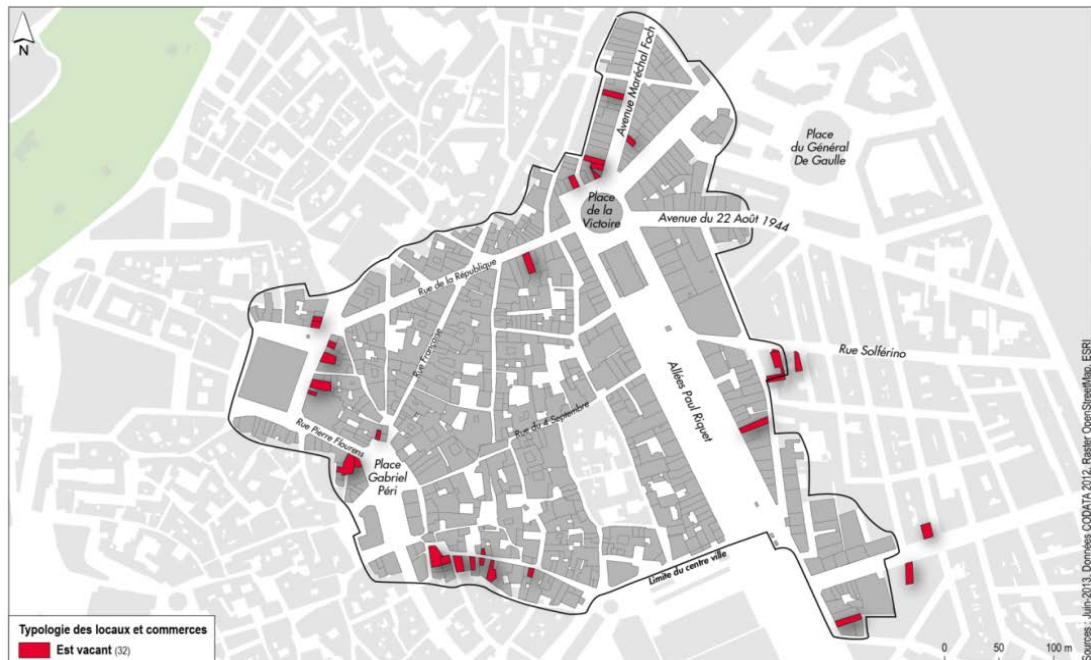 N
Avenue Maréchal Foch
Place
du Général
De Gaulle
Place
de la
Victoire
Avenue du 22 Août 1944
Rue de la République
Rue Française
Rue Solférino
Allées Paul Riquet
Rue du 4 Septembre
Rue Pierre Flourens
Place
Gabriel
Péri
Limite du centre ville
Typologie des locaux et commerces
Est vacant (32)
0 50 100 m
Sources : Juin-2013, Données CODATA 2012, Raster OpenStreetMap, ESRI